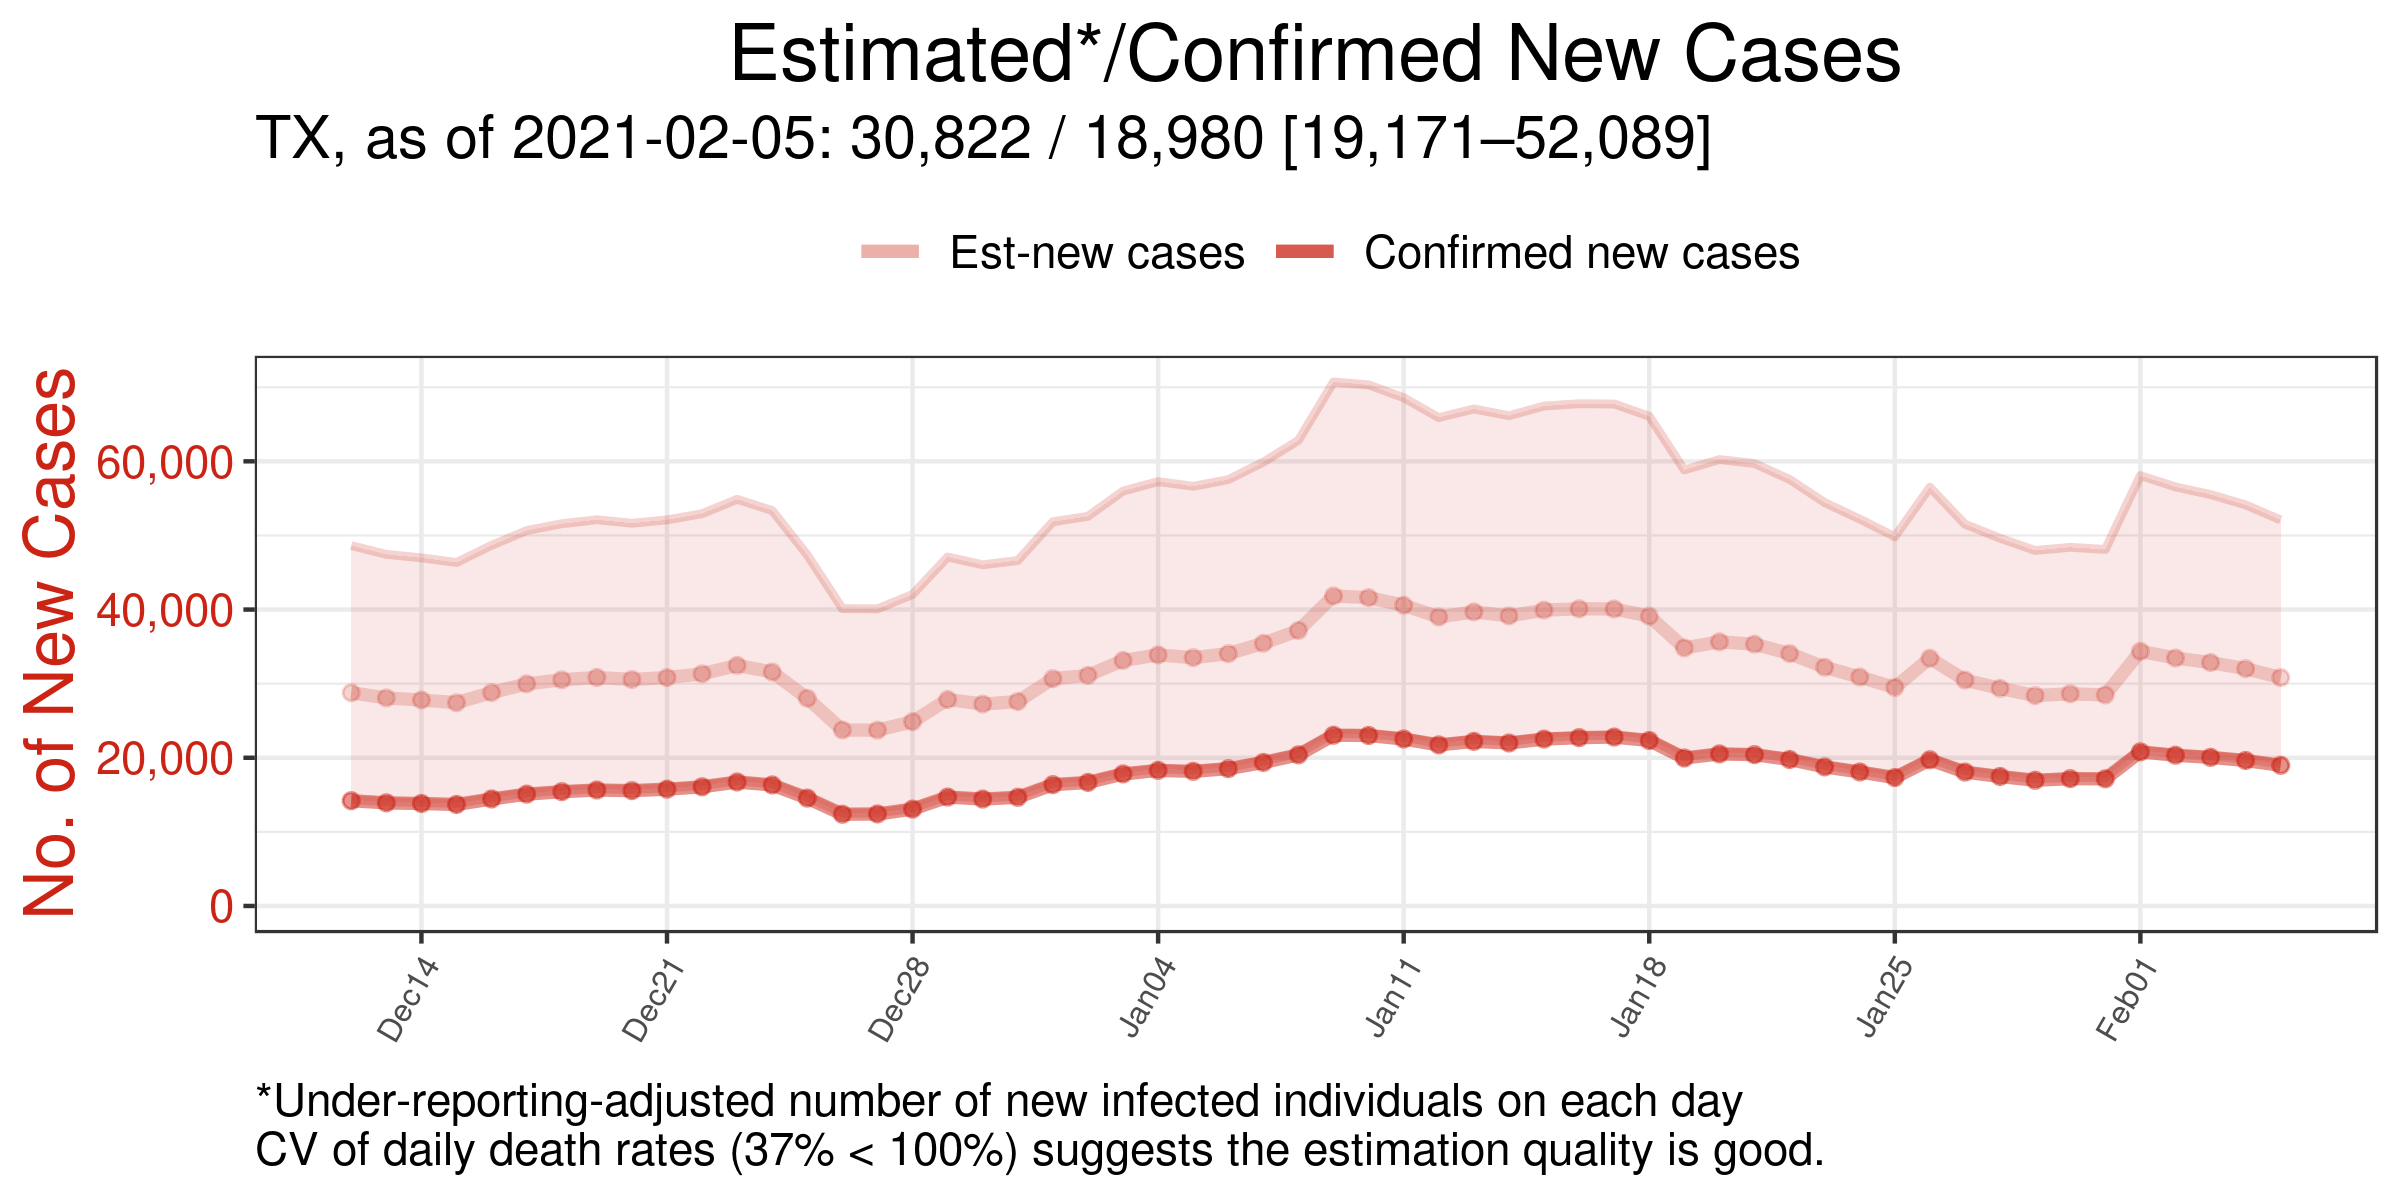 Estimated*/Confirmed New Cases
TX, as of 2021-02-05: 30,822 / 18,980 [19,171–52,089]
Est-new cases
Confirmed new cases
No. of New Cases
60,000
40,000
20,000
0
Dec14
Dec21
Dec28
Jan04
Jan11
Jan18
Jan25
Feb01
*Under-reporting-adjusted number of new infected individuals on each day
CV of daily death rates (37% < 100%) suggests the estimation quality is good.